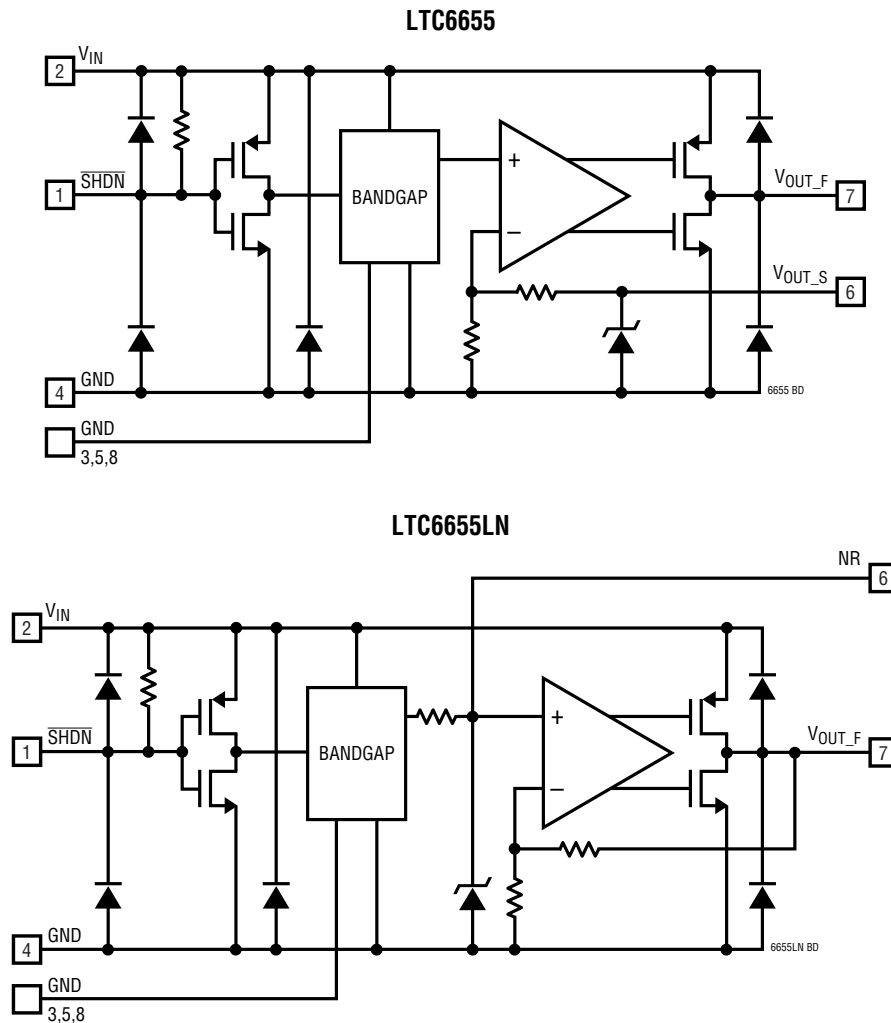 LTC6655
2 VIN
1 SHDN
BANDGAP
+
–
VOUT_F 7
VOUT_S 6
4 GND
6655 BD
GND
3,5,8
LTC6655LN
NR
6
2 VIN
1 SHDN
BANDGAP
+
–
VOUT_F
7
4 GND
6655LN BD
GND
3,5,8